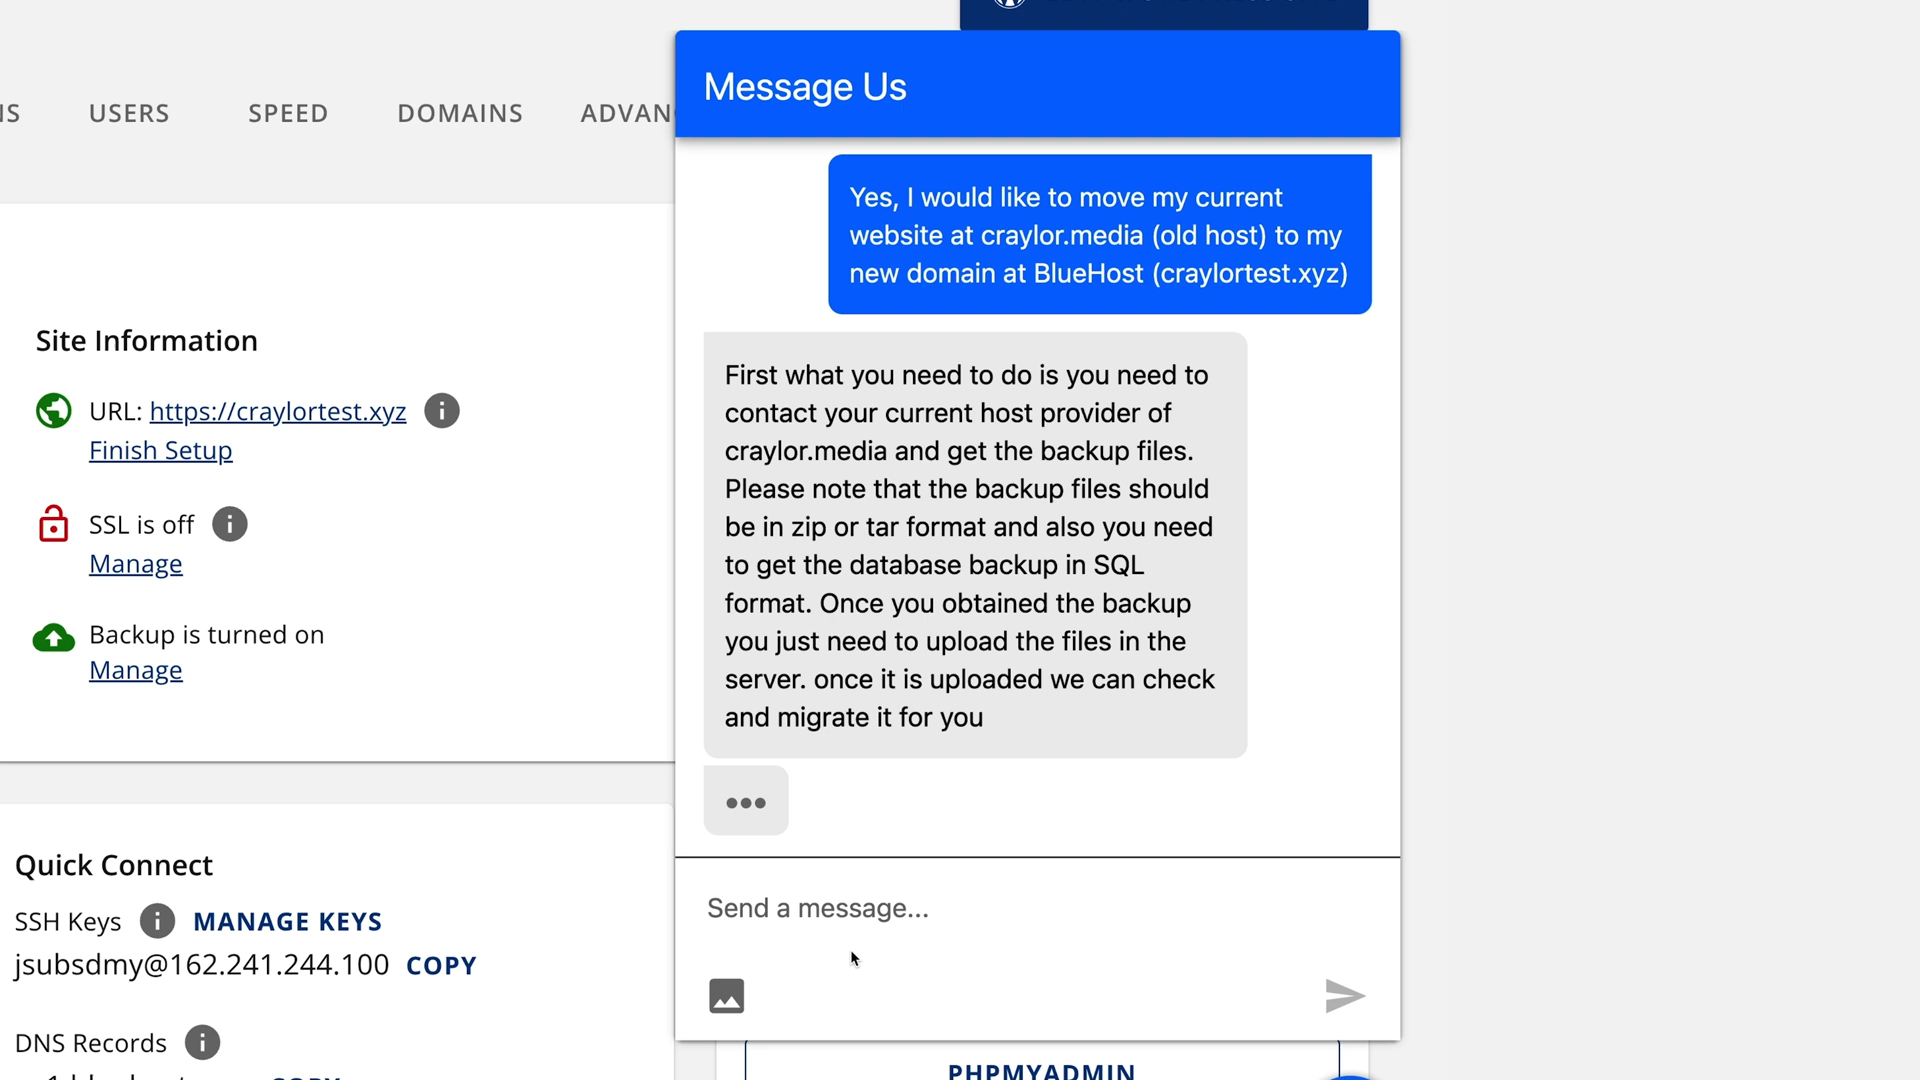 USERS
SPEED
DOMAINS
Message Us
Yes, I would like to move my current
website at craylor.media (old host) to my
new domain at BlueHost (craylortest.xyz)
First what you need to do is you need to
contact your current host provider of
craylor.media and get the backup files.
Please note that the backup files should
be in zip or tar format and also you need
to get the database backup in SQL
format. Once you obtained the backup
you just need to upload the files in the
server. once it is uploaded we can check
and migrate it for you
Send a message...
Site Information
URL: https://craylortest.xyz
Finish Setup
SSL is off
Manage
Backup is turned on
Manage
Quick Connect
SSH Keys MANAGE KEYS
jsubsdmy@162.241.244.100 COPY
DNS Records
COPY
PHPMYADMIN